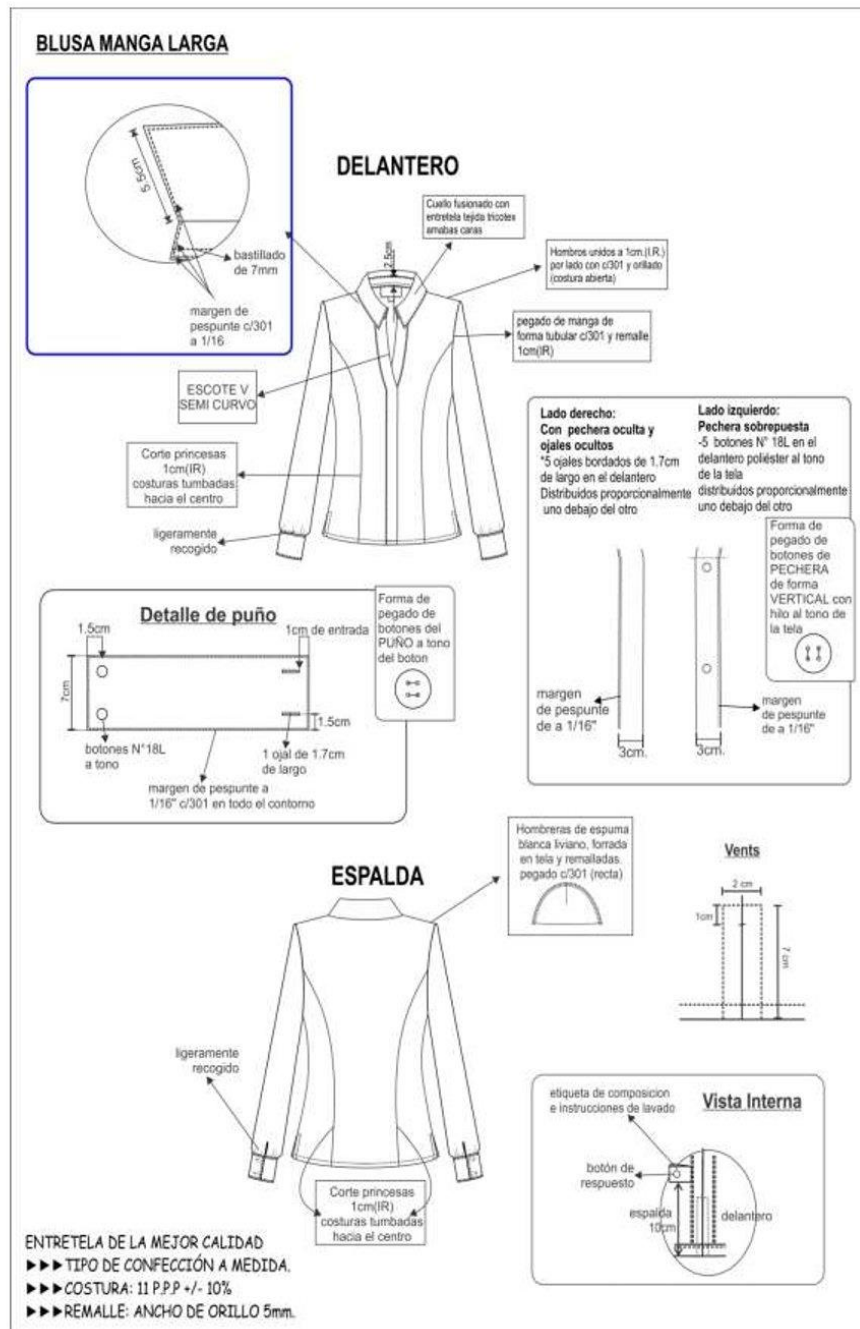 BLUSA MANGA LARGA
5.5cm
bastillado
de 7mm
margen de
pespunte c/301
a 1/16
DELANTERO
2.5cm
Cuello fusionado con
entretela tejida tricotex
amabas caras
Hombros unidos a 1cm.(I.R.)
por lado con c/301 y orillado
(costura abierta)
pegado de manga de
forma tubular c/301 y remalle
1cm(IR)
ESCOTE V
SEMI CURVO
Corte princesas
1cm(IR)
costuras tumbadas
hacia el centro
ligeramente
recogido
Lado derecho:
Con pechera oculta y
ojales ocultos
*5 ojales bordados de 1.7cm
de largo en el delantero
Distribuidos proporcionalmente
uno debajo del otro
Lado izquierdo:
Pechera sobrepuesta
-5 botones N° 18L en el
delantero poliéster al tono
de la tela
distribuidos proporcionalmente
uno debajo del otro
Forma de
pegado de
botones de
PECHERA
de forma
VERTICAL con
hilo al tono de
la tela
margen
de pespunte
de a 1/16"
3cm.
margen
de pespunte
de a 1/16"
3cm.
Detalle de puño
1.5cm
1cm de entrada
7cm
1.5cm
botones N°18L
a tono
1 ojal de 1.7cm
de largo
margen de pespunte a
1/16" c/301 en todo el contorno
Forma de
pegado de
botones del
PUÑO a tono
del boton
ESPALDA
Hombreras de espuma
blanca liviano, forrada
en tela y remalladas.
pegado c/301 (recta)
Vents
2 cm
1cm
7 cm
ligeramente
recogido
Corte princesas
1cm(IR)
costuras tumbadas
hacia el centro
etiqueta de composicion
e instrucciones de lavado
Vista Interna
botón de
respuesto
espalda
10cm
delantero
ENTRETELA DE LA MEJOR CALIDAD
►►►TIPO DE CONFECCIÓN A MEDIDA.
►►►COSTURA: 11 P.P.P +/- 10%
►►►REMALLE: ANCHO DE ORILLO 5mm.